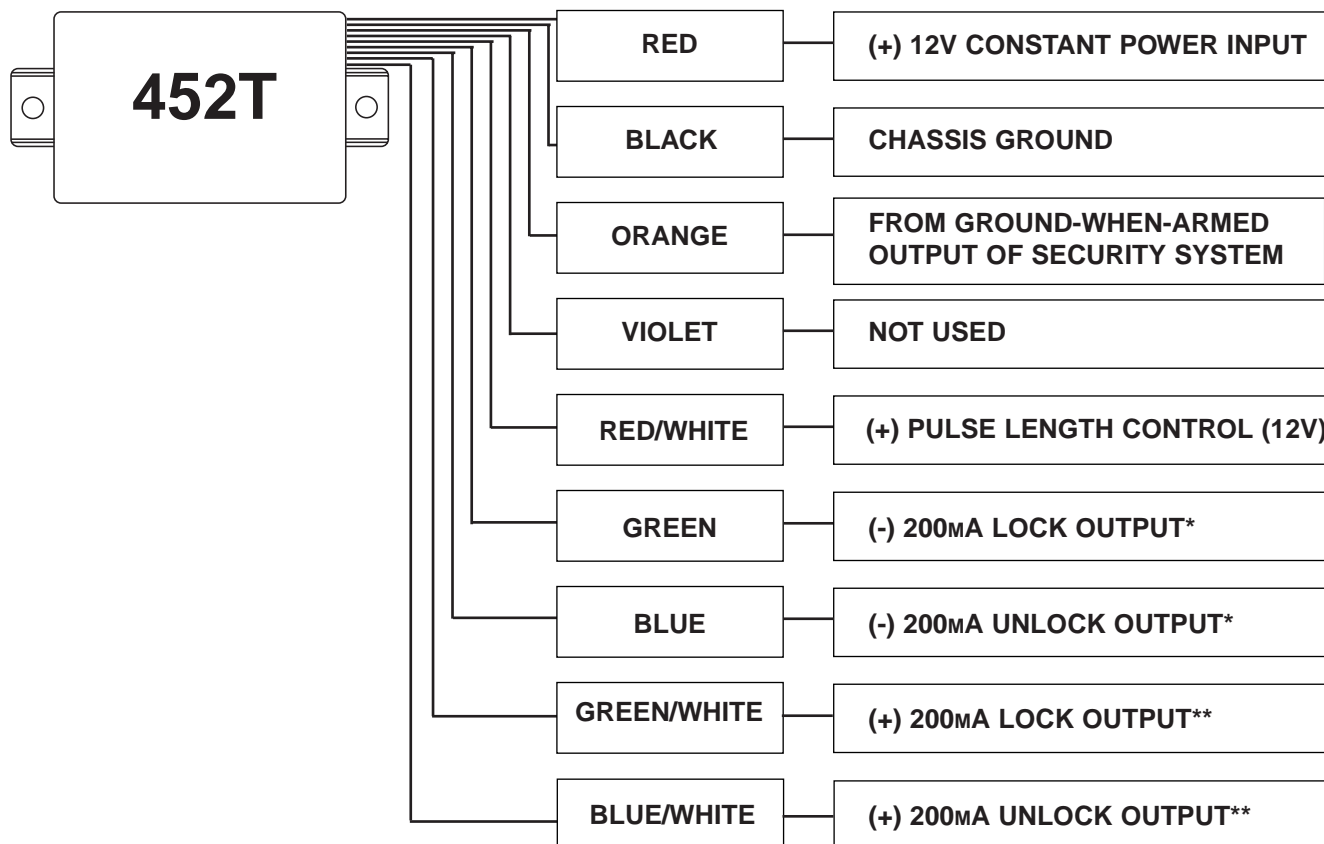 452T
RED
(+) 12V CONSTANT POWER INPUT
BLACK
CHASSIS GROUND
ORANGE
FROM GROUND-WHEN-ARMED
OUTPUT OF SECURITY SYSTEM
VIOLET
NOT USED
RED/WHITE
(+) PULSE LENGTH CONTROL (12V)
GREEN
(-) 200MA LOCK OUTPUT*
BLUE
(-) 200MA UNLOCK OUTPUT*
GREEN/WHITE
(+) 200MA LOCK OUTPUT**
BLUE/WHITE
(+) 200MA UNLOCK OUTPUT**